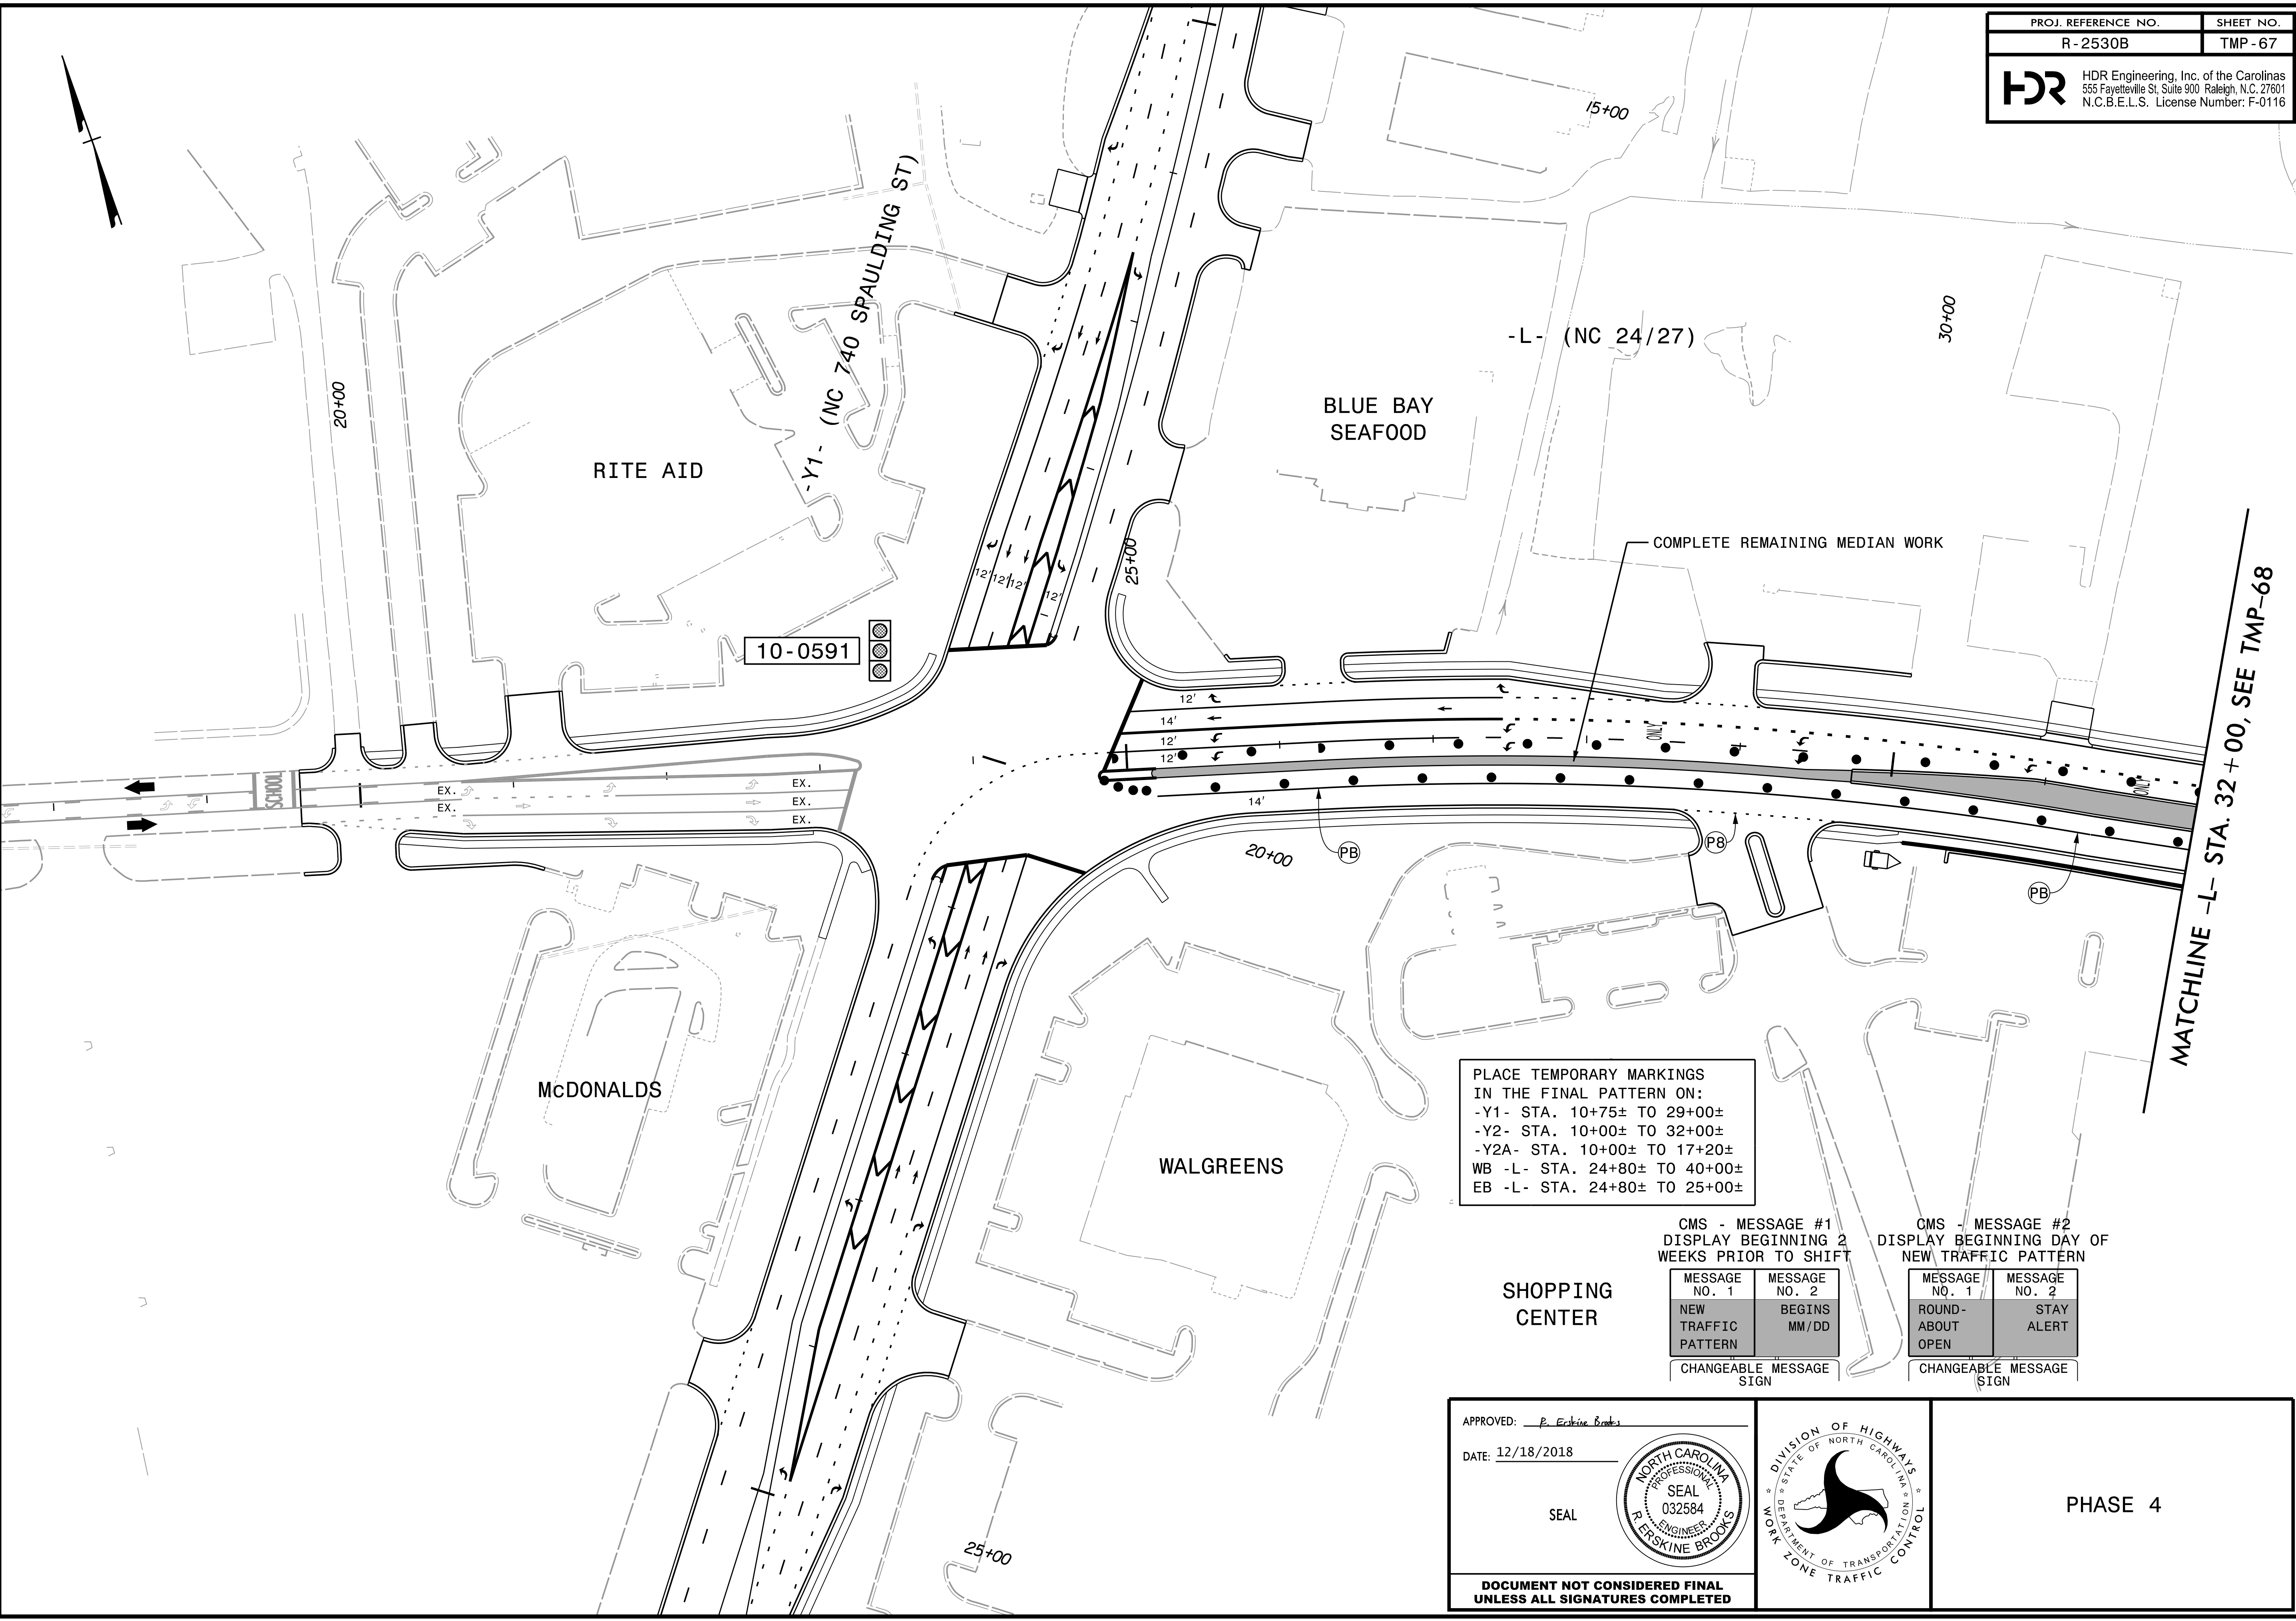 PROJ. REFERENCE NO.
SHEET NO.
R-2530B
TMP-67
HDR
HDR Engineering, Inc. of the Carolinas
555 Fayetteville St, Suite 900 Raleigh, N.C. 27601
N.C.B.E.L.S. License Number: F-0116
15+00
-Y1- (NC 740 SPAULDING ST)
-L- (NC 24/27)
30+00
20+00
BLUE BAY
SEAFOOD
RITE AID
COMPLETE REMAINING MEDIAN WORK
25+00
12' 12' 12'
12'
10-0591
MATCHLINE -L- STA. 32+00, SEE TMP-68
12'
14'
12'
12'
ONLY
ONLY
SCHOOL
EX.
EX.
EX.
EX.
EX.
14'
20+00
PB
P8
PB
McDONALDS
WALGREENS
PLACE TEMPORARY MARKINGS
IN THE FINAL PATTERN ON:
-Y1- STA. 10+75± TO 29+00±
-Y2- STA. 10+00± TO 32+00±
-Y2A- STA. 10+00± TO 17+20±
WB -L- STA. 24+80± TO 40+00±
EB -L- STA. 24+80± TO 25+00±
SHOPPING
CENTER
CMS - MESSAGE #1
DISPLAY BEGINNING 2
WEEKS PRIOR TO SHIFT
MESSAGE NO. 1
MESSAGE NO. 2
NEW
TRAFFIC
PATTERN
BEGINS
MM/DD
CHANGEABLE MESSAGE
SIGN
CMS - MESSAGE #2
DISPLAY BEGINNING DAY OF
NEW TRAFFIC PATTERN
MESSAGE NO. 1
MESSAGE NO. 2
ROUND-
ABOUT
OPEN
STAY
ALERT
CHANGEABLE MESSAGE
SIGN
25+00
APPROVED: R. Erskine Brooks
DATE: 12/18/2018
SEAL
NORTH CAROLINA
PROFESSIONAL
SEAL
032584
ENGINEER
R. ERSKINE BROOKS
DOCUMENT NOT CONSIDERED FINAL
UNLESS ALL SIGNATURES COMPLETED
DIVISION OF HIGHWAYS
STATE OF NORTH CAROLINA
DEPARTMENT OF TRANSPORTATION
WORK ZONE TRAFFIC CONTROL
PHASE 4